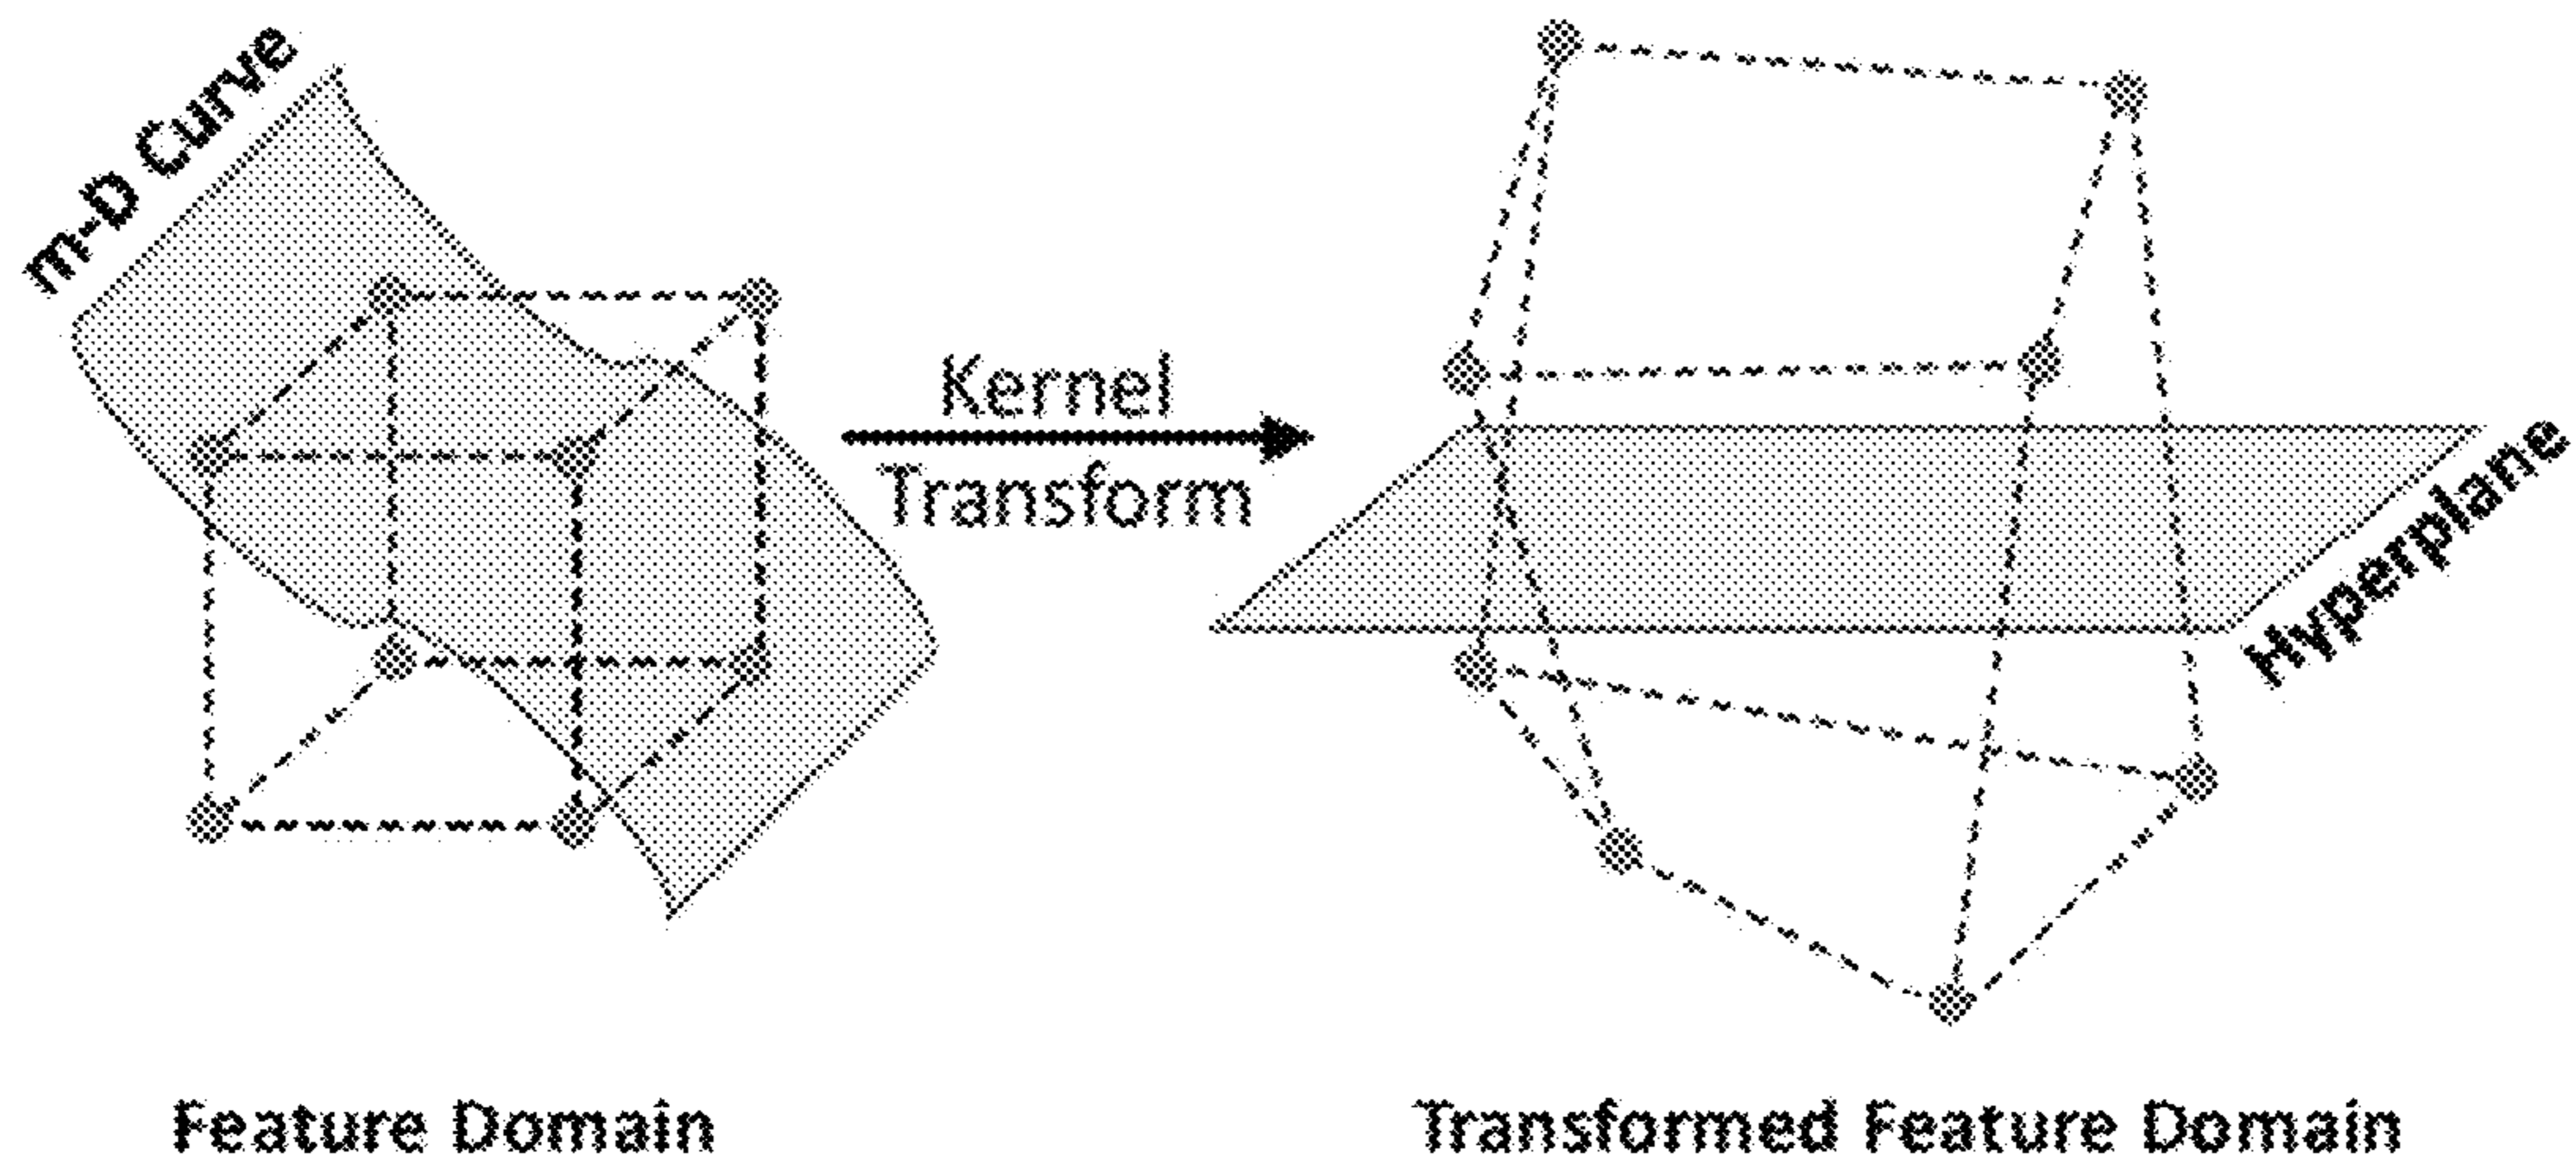 m-D Curve
Kernel
Transform
Hyperplane
Feature Domain
Transformed Feature Domain